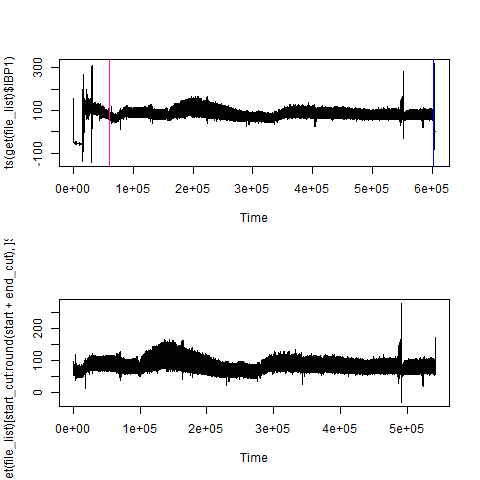 ts(get(file_list)$IBP1)
300
100
-100
0e+00 1e+05 2e+05 3e+05 4e+05 5e+05 6e+05
Time
et(file_list)[start_cut:round(start + end_cut), ]$
200
100
0
0e+00 1e+05 2e+05 3e+05 4e+05 5e+05
Time